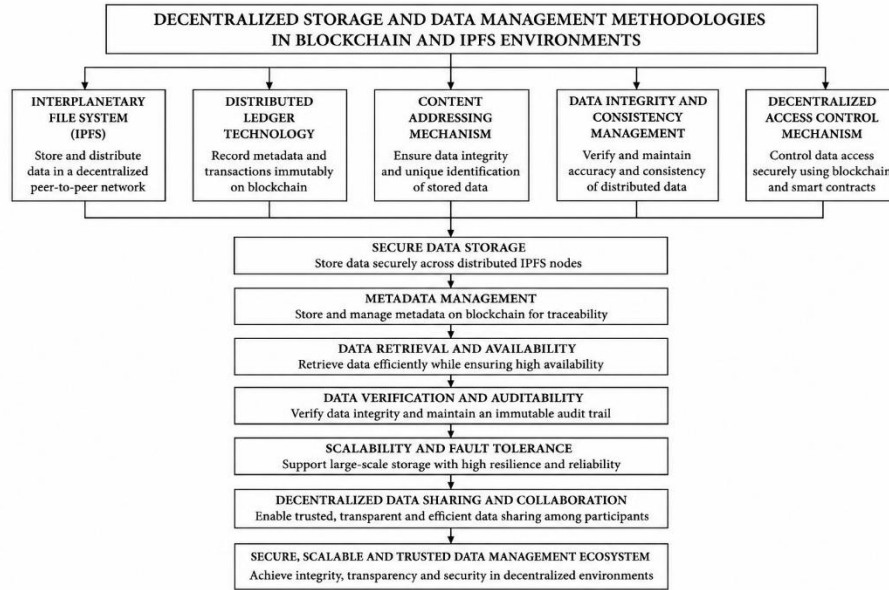 DECENTRALIZED STORAGE AND DATA MANAGEMENT METHODOLOGIES
IN BLOCKCHAIN AND IPFS ENVIRONMENTS
INTERPLANETARY
FILE SYSTEM
(IPFS)
Store and distribute
data in a decentralized
peer-to-peer network
DISTRIBUTED
LEDGER
TECHNOLOGY
Record metadata and
transactions immutably
on blockchain
CONTENT
ADDRESSING
MECHANISM
Ensure data integrity
and unique identification
of stored data
DATA INTEGRITY AND
CONSISTENCY
MANAGEMENT
Verify and maintain
accuracy and consistency
of distributed data
DECENTRALIZED
ACCESS CONTROL
MECHANISM
Control data access
securely using blockchain
and smart contracts
SECURE DATA STORAGE
Store data securely across distributed IPFS nodes
METADATA MANAGEMENT
Store and manage metadata on blockchain for traceability
DATA RETRIEVAL AND AVAILABILITY
Retrieve data efficiently while ensuring high availability
DATA VERIFICATION AND AUDITABILITY
Verify data integrity and maintain an immutable audit trail
SCALABILITY AND FAULT TOLERANCE
Support large-scale storage with high resilience and reliability
DECENTRALIZED DATA SHARING AND COLLABORATION
Enable trusted, transparent and efficient data sharing among participants
SECURE, SCALABLE AND TRUSTED DATA MANAGEMENT ECOSYSTEM
Achieve integrity, transparency and security in decentralized environments